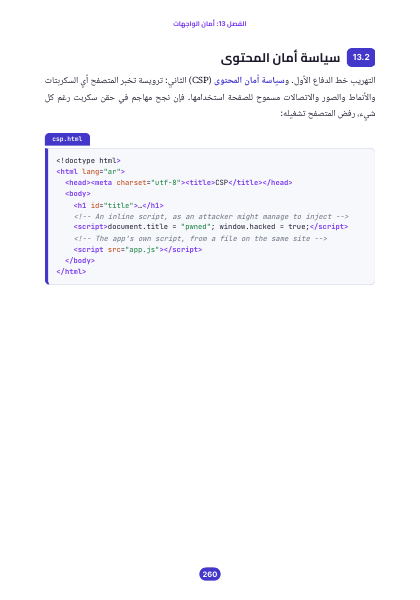 الفصل 13: أمان الواجهات
13.2 سياسة أمان المحتوى
التهريب خط الدفاع الأول. وسياسة أمان المحتوى (CSP) الثاني: ترويسة تخبر المتصفح أي السكربتات
والأنماط والصور والاتصالات مسموح للصفحة استخدامها. فإن نجح مهاجم في حقن سكربت رغم كل
شيء، رفض المتصفح تشغيله:
csp.html
<!doctype html>
<html lang="ar">
  <head><meta charset="utf-8"><title>CSP</title></head>
  <body>
    <h1 id="title">…</h1>
    <!-- An inline script, as an attacker might manage to inject -->
    <script>document.title = "pwned"; window.hacked = true;</script>
    <!-- The app's own script, from a file on the same site -->
    <script src="app.js"></script>
  </body>
</html>
260